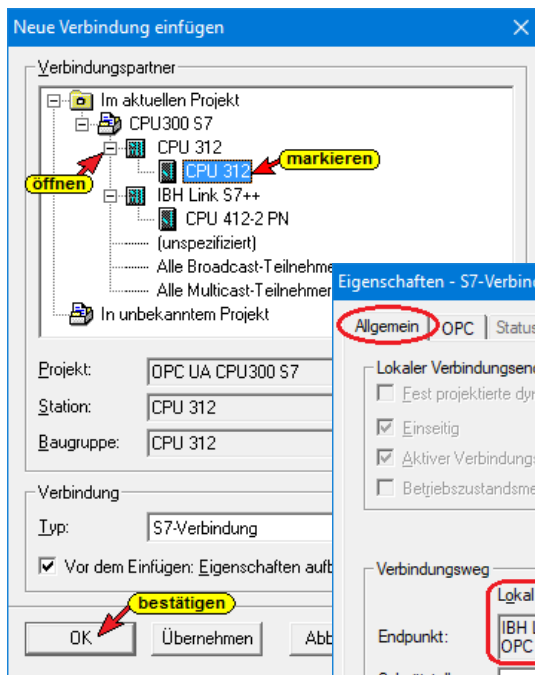 Neue Verbindung einfügen
Verbindungspartner
Im aktuellen Projekt
CPU300 S7
CPU 312
CPU 312
markieren
öffnen
IBH Link S7++
CPU 412-2 PN
(unspezifiziert)
Alle Broadcast-Teilnehme
Alle Multicast-Teilnehmer
In unbekanntem Projekt
Projekt: OPC UA CPU300 S7
Station: CPU 312
Baugruppe: CPU 312
Verbindung
Typ: S7-Verbindung
Vor dem Einfügen: Eigenschaften aufb
bestätigen
OK Übernehmen Abb
Eigenschaften - S7-Verbind
Allgemein OPC Status
Lokaler Verbindungsend
Fest projektierte dyn
Einseitig
Aktiver Verbindungs
Betriebszustandsme
Verbindungsweg
Lokal
Endpunkt: IBH L
OPC